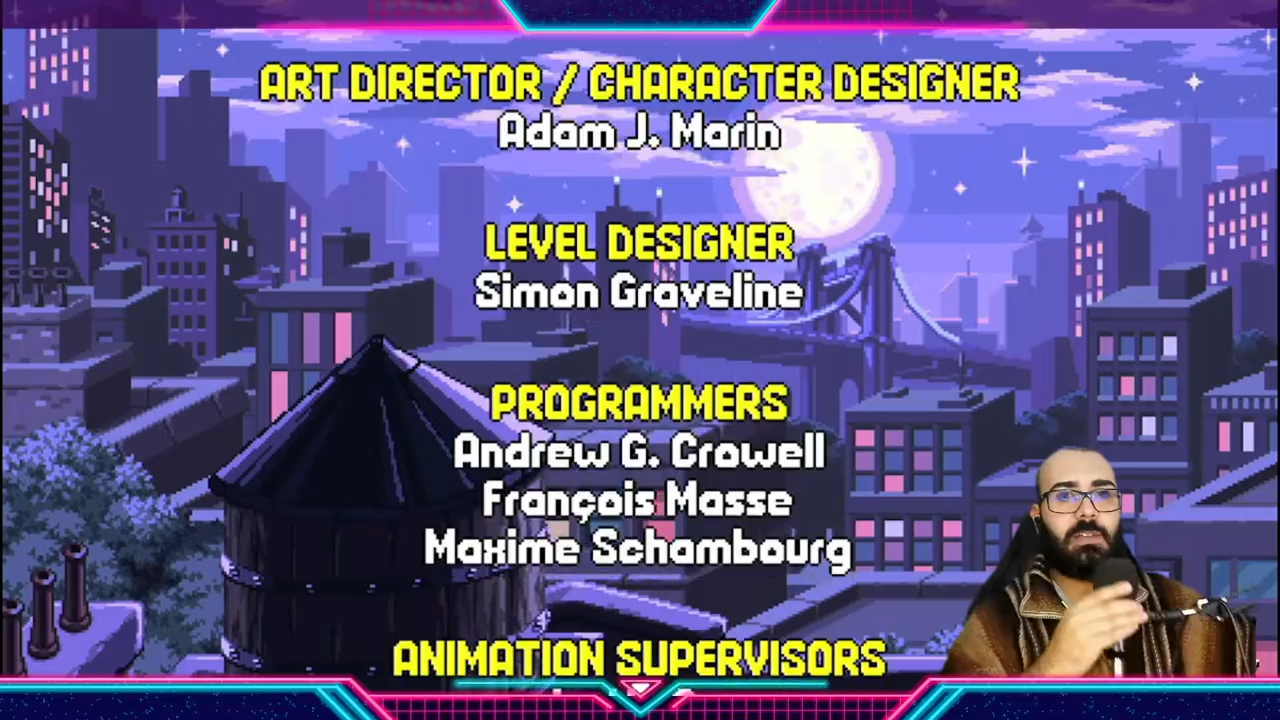 ART DIRECTOR / CHARACTER DESIGNER
Adam J. Marin
LEVEL DESIGNER
Simon Graveline
PROGRAMMERS
Andrew G. Crowell
François Masse
Maxime Schambourg
ANIMATION SUPERVISORS